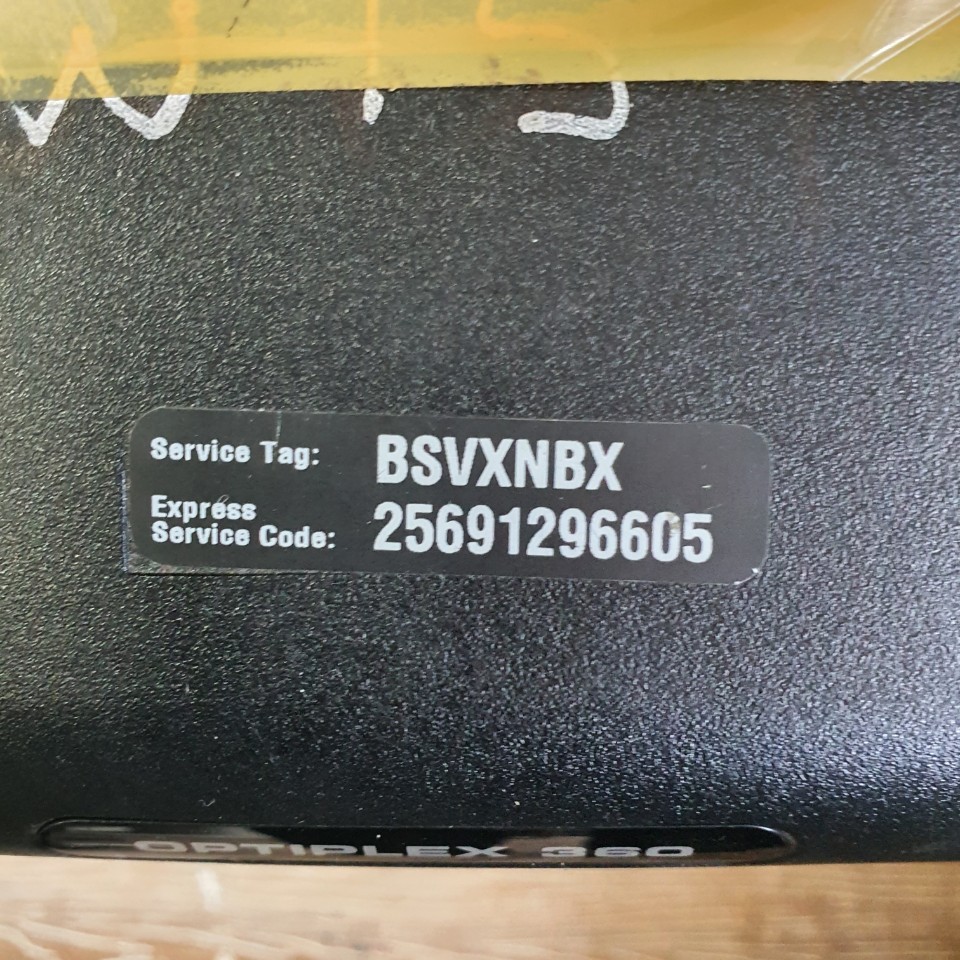 Service Tag: BSVXNBX
Express
Service Code: 25691296605
OPTIPLEX 360